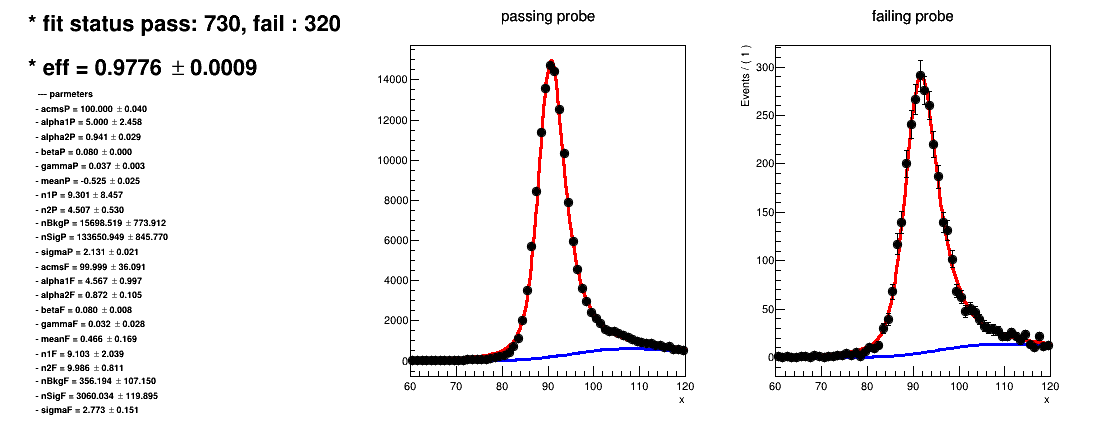 * fit status pass: 730, fail : 320
* eff = 0.9776 ± 0.0009
--- parmeters
- acmsP = 100.000 ± 0.040
- alpha1P = 5.000 ± 2.458
- alpha2P = 0.941 ± 0.029
- betaP = 0.080 ± 0.000
- gammaP = 0.037 ± 0.003
- meanP = -0.525 ± 0.025
- n1P = 9.301 ± 8.457
- n2P = 4.507 ± 0.530
- nBkgP = 15698.519 ± 773.912
- nSigP = 133650.949 ± 845.770
- sigmaP = 2.131 ± 0.021
- acmsF = 99.999 ± 36.091
- alpha1F = 4.567 ± 0.997
- alpha2F = 0.872 ± 0.105
- betaF = 0.080 ± 0.008
- gammaF = 0.032 ± 0.028
- meanF = 0.466 ± 0.169
- n1F = 9.103 ± 2.039
- n2F = 9.986 ± 0.811
- nBkgF = 356.194 ± 107.150
- nSigF = 3060.034 ± 119.895
- sigmaF = 2.773 ± 0.151
passing probe
14000
12000
10000
8000
6000
4000
2000
0
60 70 80 90 100 110 120
x
failing probe
Events / ( 1 )
300
250
200
150
100
50
0
60 70 80 90 100 110 120
x